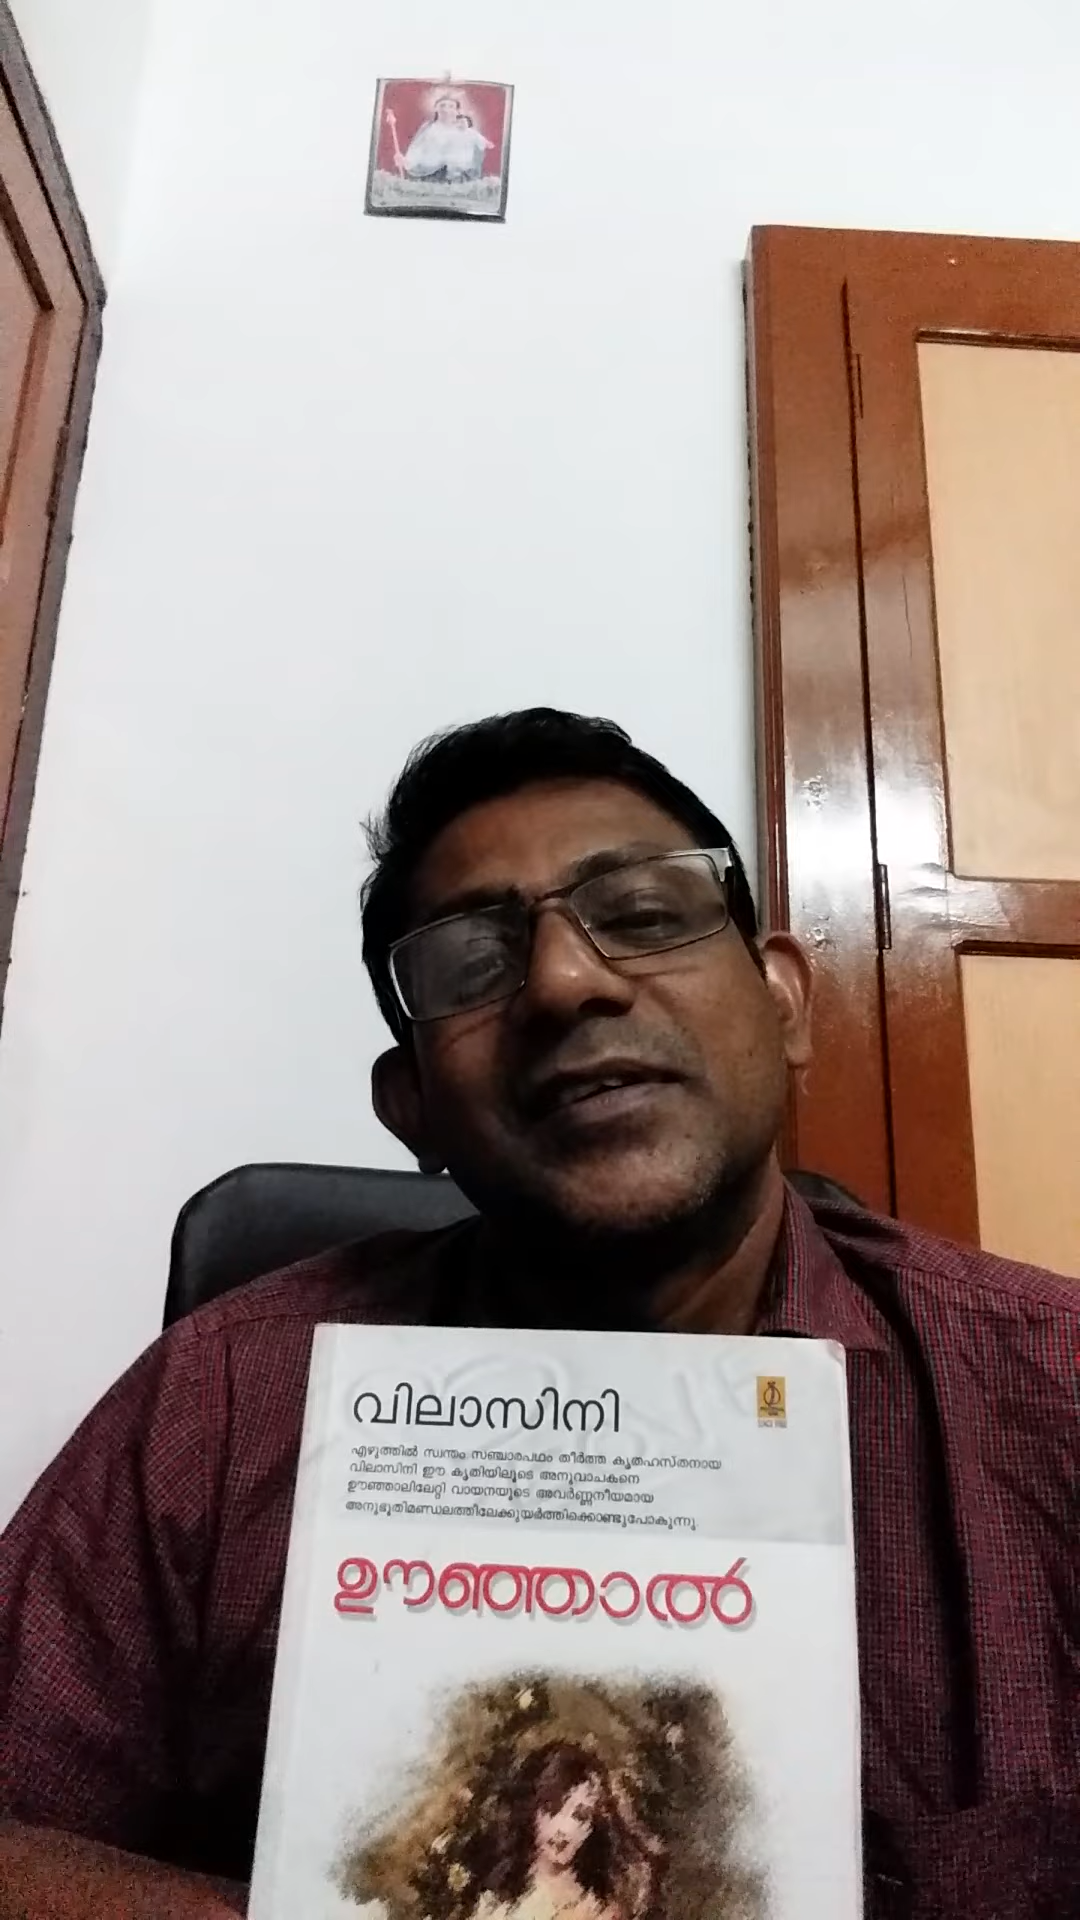 വിലാസിനി
എഴുത്തിൽ സ്വന്തം സഞ്ചാരപഥം തീർത്ത കൃതഹസ്തനായ
വിലാസിനി ഈ കൃതിയിലൂടെ അനുവാചകനെ
ഊഞ്ഞാലിലേറ്റി വായനയുടെ അവർണ്ണനീയമായ
അനുഭൂതിമണ്ഡലത്തിലേക്കുയർത്തിക്കൊണ്ടുപോകുന്നു.
ഊഞ്ഞാൽ